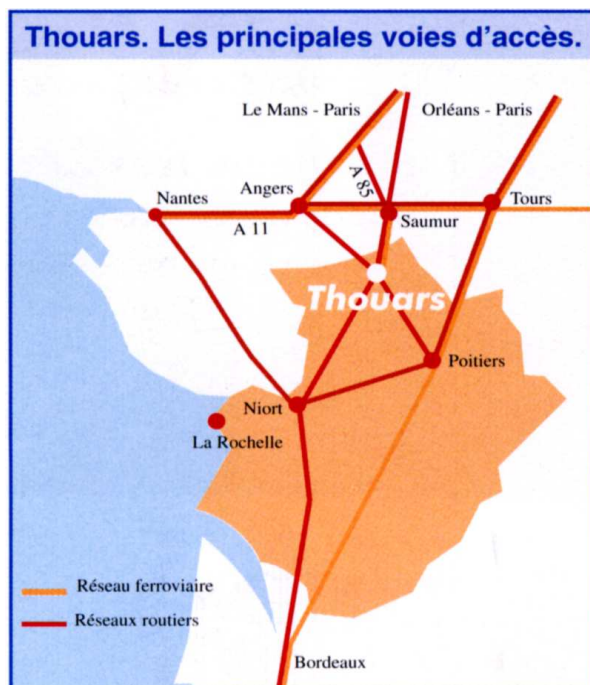 Thouars. Les principales voies d'accès.
Le Mans - Paris
Orléans - Paris
A 85
Nantes
Angers
Tours
Saumur
A 11
Thouars
Poitiers
Niort
La Rochelle
Réseau ferroviaire
Réseaux routiers
Bordeaux